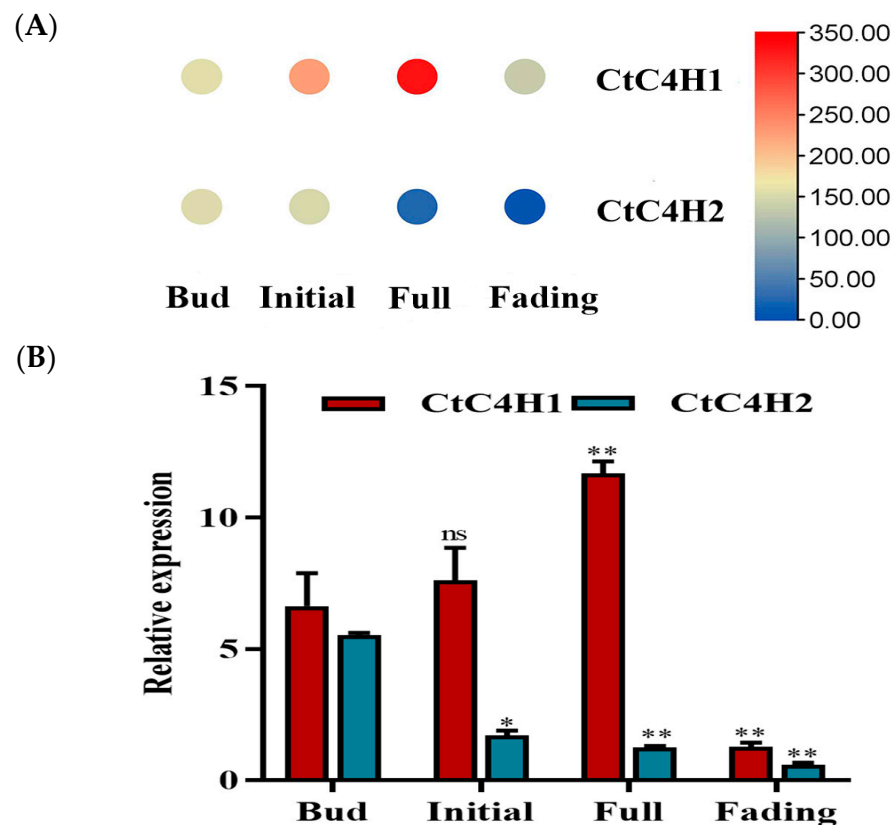 (A)
350.00
CtC4H1
300.00
250.00
200.00
150.00
CtC4H2
100.00
Bud Initial Full Fading
50.00
0.00
(B)
15
CtC4H1 CtC4H2
**
10
ns
Relative expression
5
*
**
**
**
0
Bud Initial Full Fading